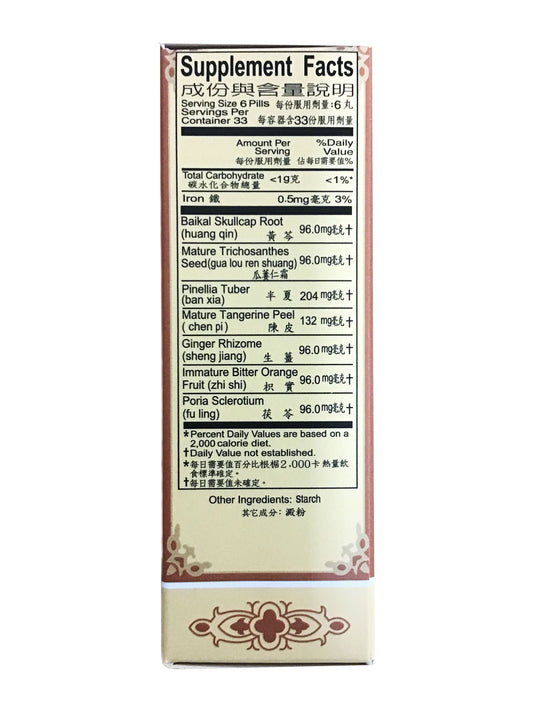 Supplement Facts
成份與含量說明
Serving Size 6 Pills 每份服用劑量:6丸
Servings Per
Container 33 每容器含33份服用劑量
Amount Per %Daily
Serving Value
每份服用劑量 佔每日需要值%
Total Carbohydrate <1g克 <1%*
碳水化合物總量
Iron 鐵 0.5mg毫克 3%
Baikal Skullcap Root
(huang qin) 黃芩 96.0mg毫克†
Mature Trichosanthes
Seed(gua lou ren shuang) 96.0mg毫克†
瓜蔞仁霜
Pinellia Tuber
(ban xia) 半夏 204 mg毫克†
Mature Tangerine Peel
( chen pi) 陳皮 132 mg毫克†
Ginger Rhizome
(sheng jiang) 生薑 96.0mg毫克†
Immature Bitter Orange
Fruit (zhi shi) 枳實 96.0mg毫克†
Poria Sclerotium
(fu ling) 茯苓 96.0mg毫克†
*Percent Daily Values are based on a
2,000 calorie diet.
†Daily Value not established.
*每日需要值百分比根椐2,000卡熱量飲
食標準確定。
†每日需要值未確定。
Other Ingredients: Starch
其它成分: 澱粉